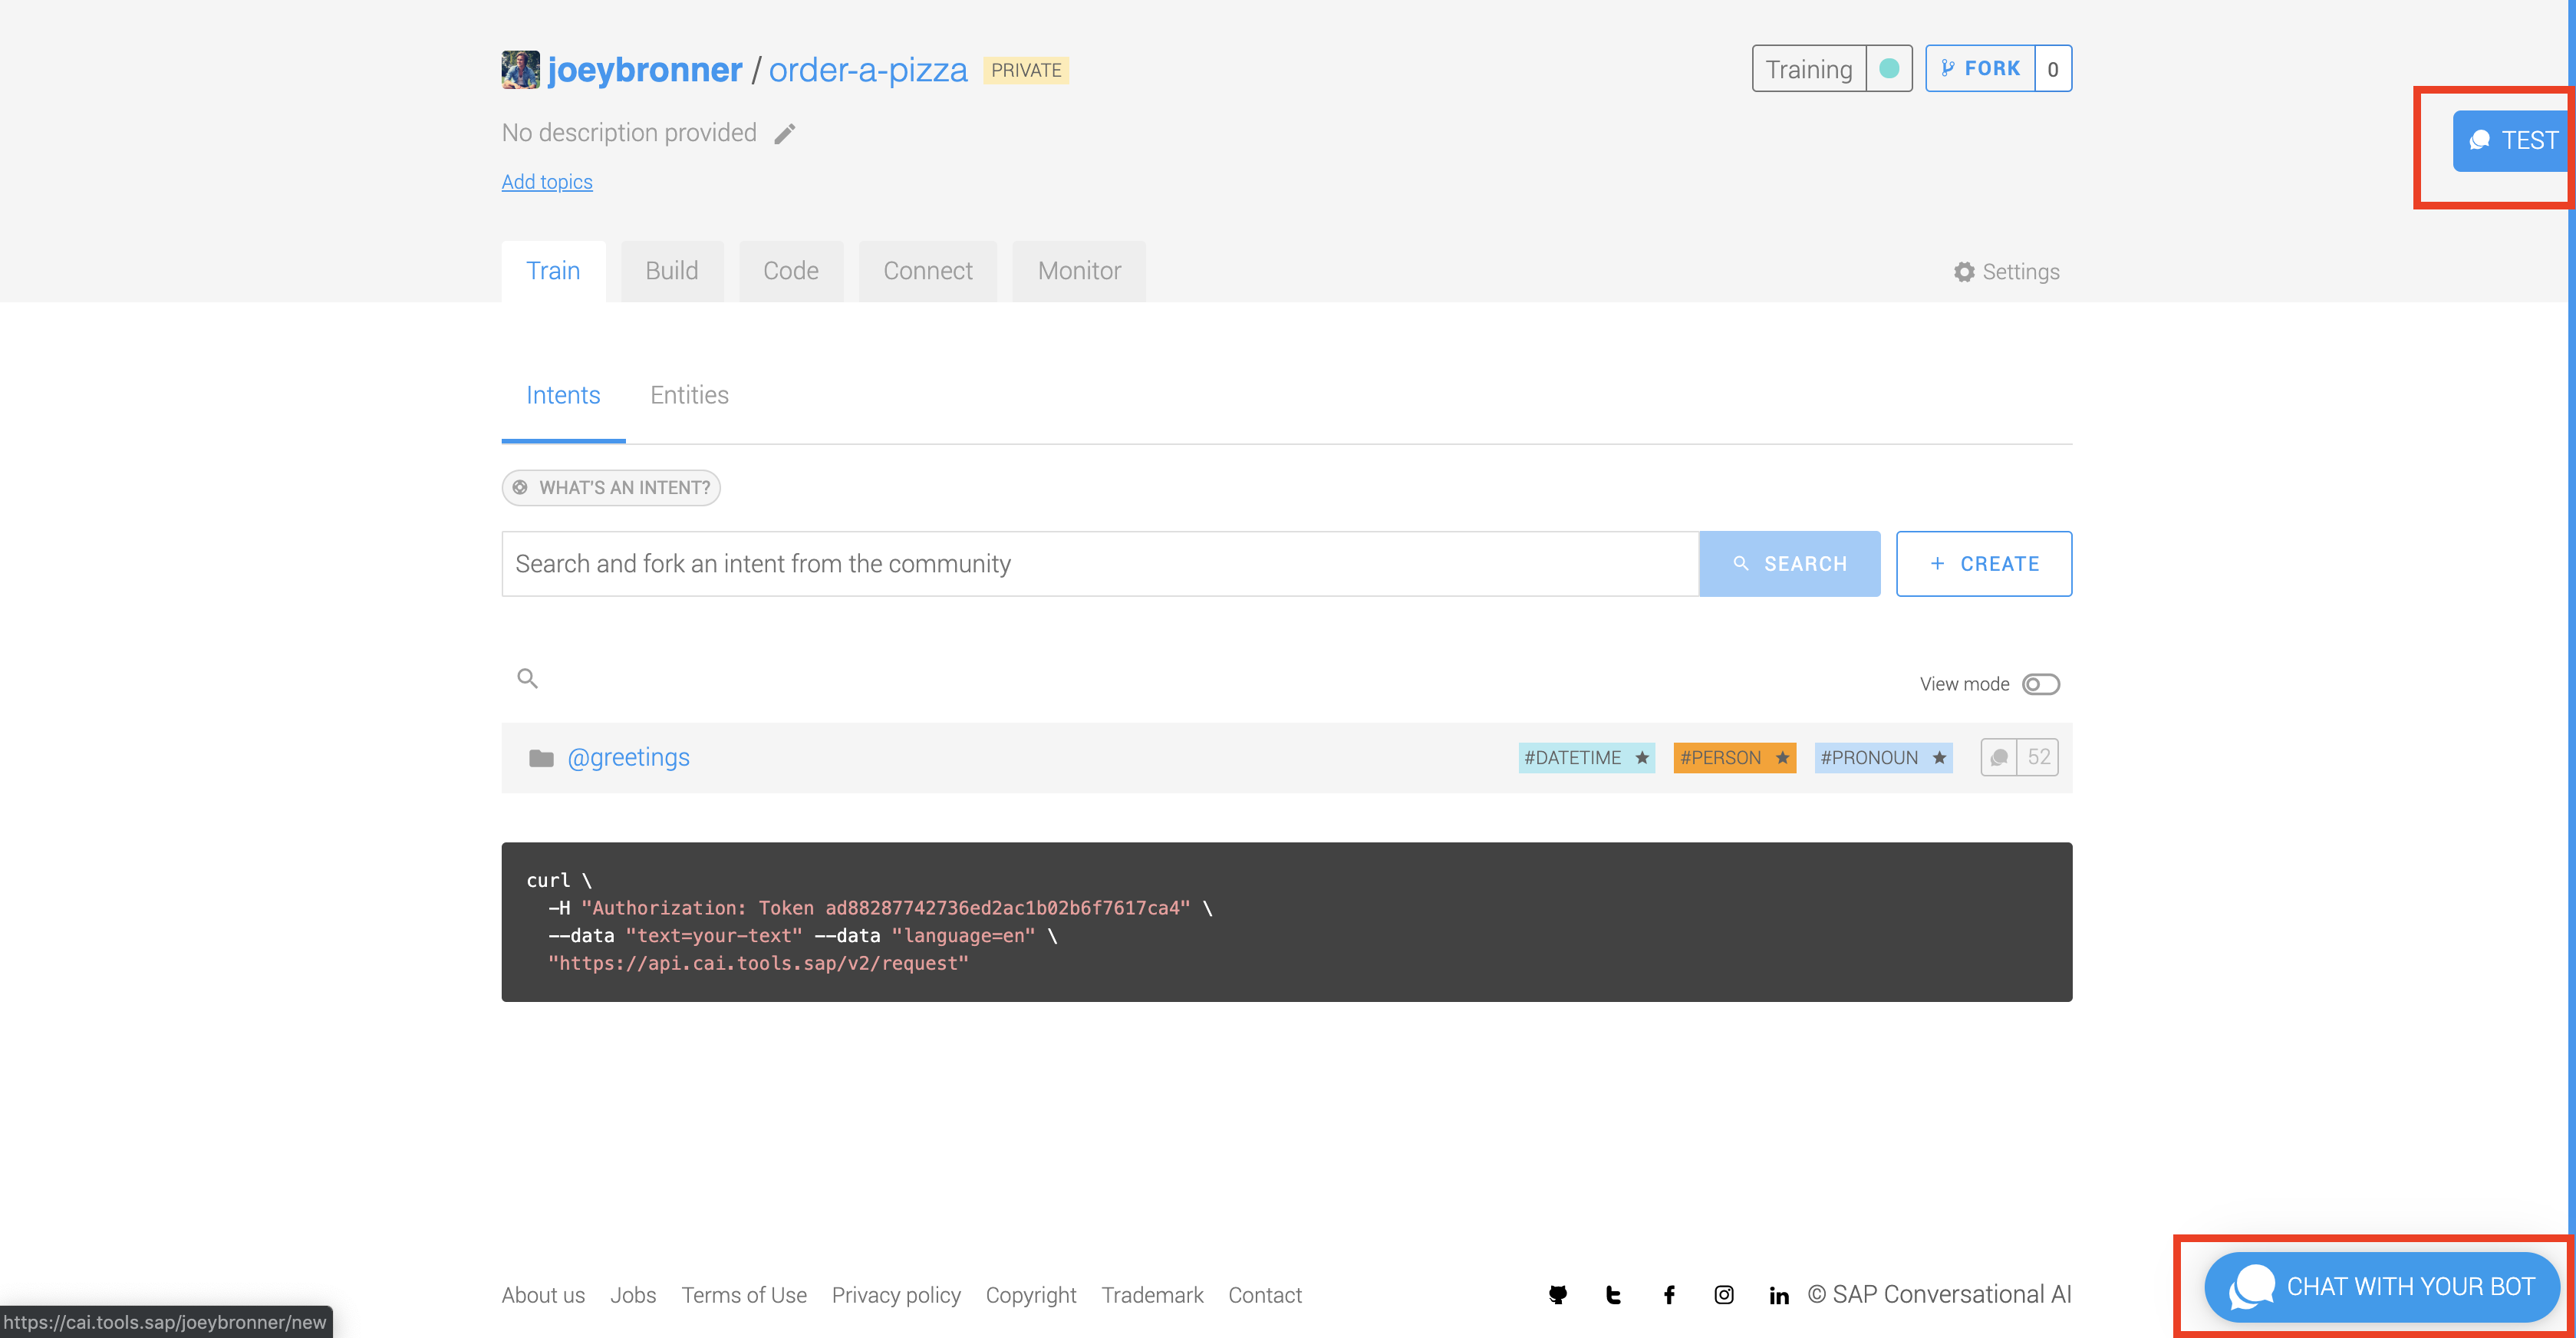 joeybronner / order-a-pizza PRIVATE
Training
FORK 0
No description provided
TEST
Add topics
Train Build Code Connect Monitor
Settings
Intents Entities
WHAT'S AN INTENT?
Search and fork an intent from the community
SEARCH
+ CREATE
View mode
@greetings
#DATETIME ★ #PERSON ★ #PRONOUN ★ 52
curl \
-H "Authorization: Token ad88287742736ed2ac1b02b6f7617ca4" \
--data "text=your-text" --data "language=en" \
"https://api.cai.tools.sap/v2/request"
About us Jobs Terms of Use Privacy policy Copyright Trademark Contact
© SAP Conversational AI
CHAT WITH YOUR BOT
https://cai.tools.sap/joeybronner/new